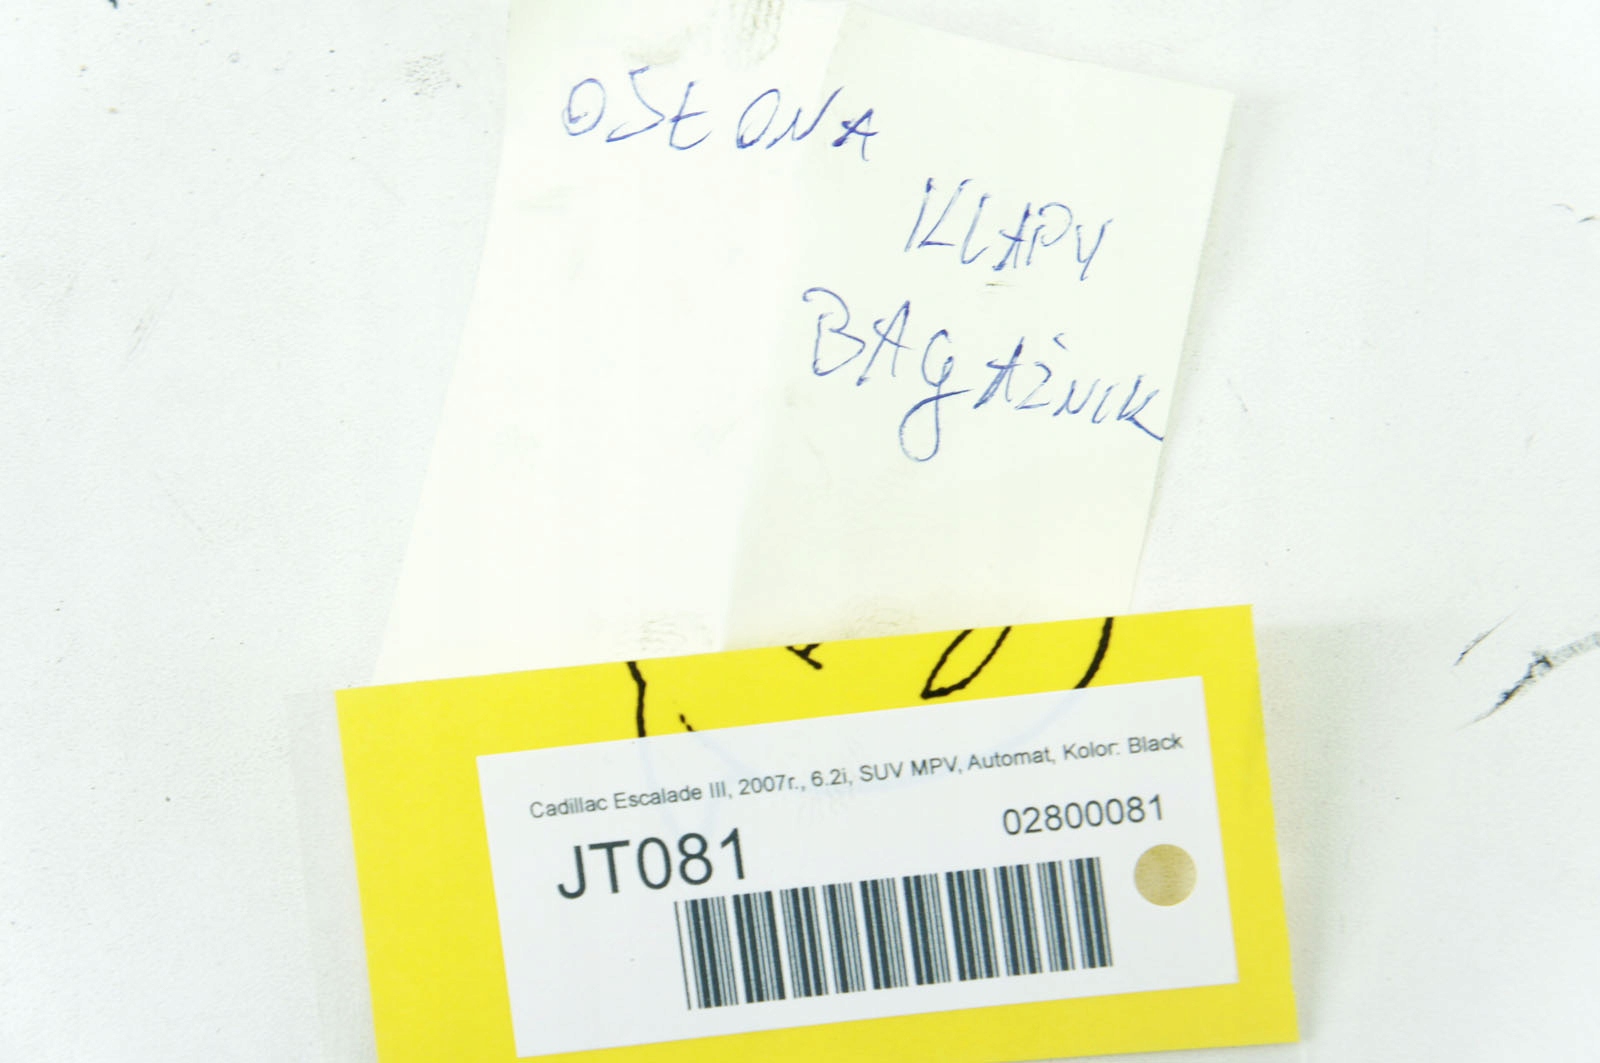 OSŁONA
KLAPY
BAGAŻNIK
Cadillac Escalade III, 2007r., 6.2i, SUV MPV, Automat, Kolor: Black
02800081
JT081